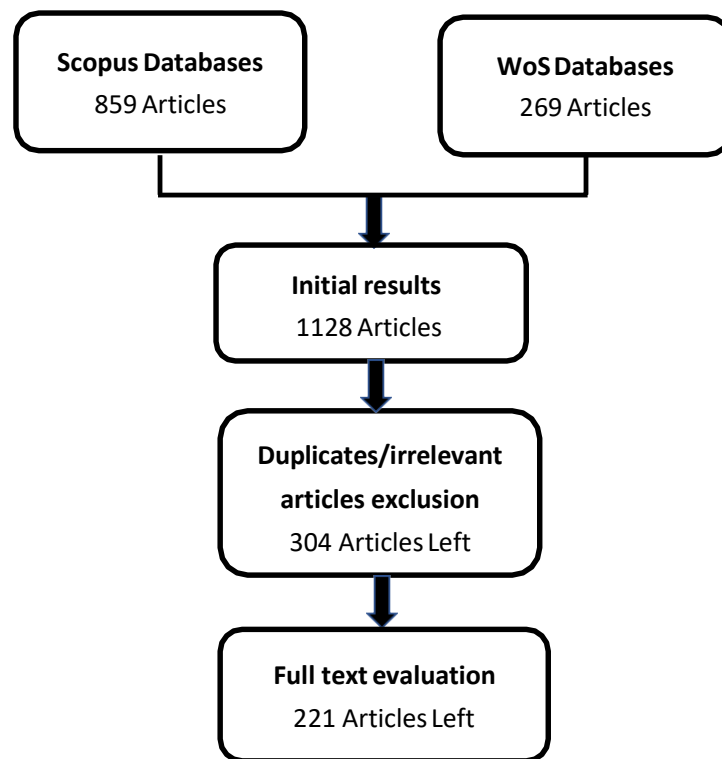 Scopus Databases
859 Articles
WoS Databases
269 Articles
Initial results
1128 Articles
Duplicates/irrelevant
articles exclusion
304 Articles Left
Full text evaluation
221 Articles Left